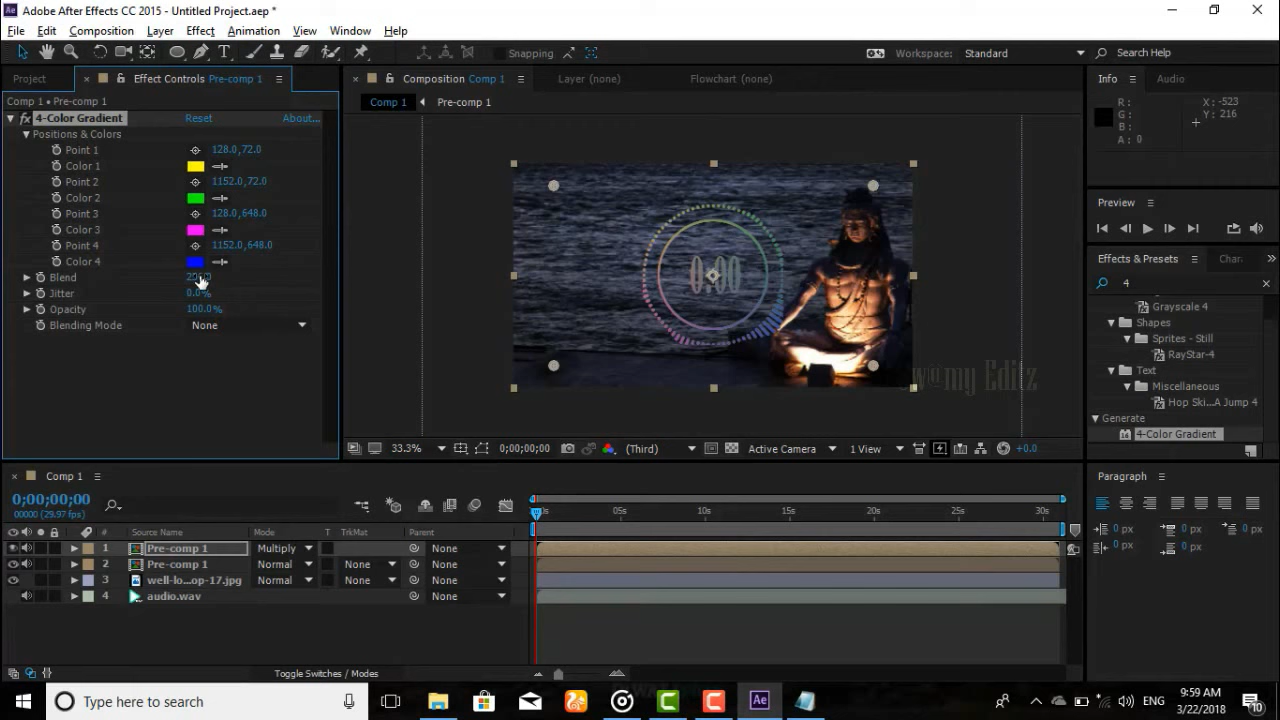 Adobe After Effects CC 2015 - Untitled Project.aep *
File Edit Composition Layer Effect Animation View Window Help
Snapping Workspace: Standard Search Help
Project Effect Controls Pre-comp 1 Composition Comp 1 Layer (none) Flowchart (none) Info Audio
Comp 1 • Pre-comp 1 Comp 1 Pre-comp 1
R: X: -523
G: Y: 216
B:
A: 0
fx 4-Color Gradient Reset About...
Positions & Colors
Point 1 128.0,72.0
Color 1
Point 2 1152.0,72.0
Color 2
Point 3 128.0,648.0
Color 3
Point 4 1152.0,648.0
Color 4
Blend
Jitter 0.0%
Opacity 100.0%
Blending Mode None
0:00
Preview
Effects & Presets
4
Grayscale 4
Shapes
Sprites - Still
RayStar-4
Text
Miscellaneous
Hop Ski...A Jump 4
Generate
4-Color Gradient
33.3% 0;00;00;00 (Third) Active Camera 1 View +0.0
Comp 1
0;00;00;00
00000 (29.97 fps)
05s 10s 15s 20s 25s 30s
# Source Name Mode T TrkMat Parent
1 Pre-comp 1 Multiply None
2 Pre-comp 1 Normal None None
3 well-lo...op-17.jpg Normal None None
4 audio.wav None
Toggle Switches / Modes
Paragraph
0 px 0 px 0 px
0 px 0 px
Type here to search
ENG 9:59 AM
3/22/2018
10